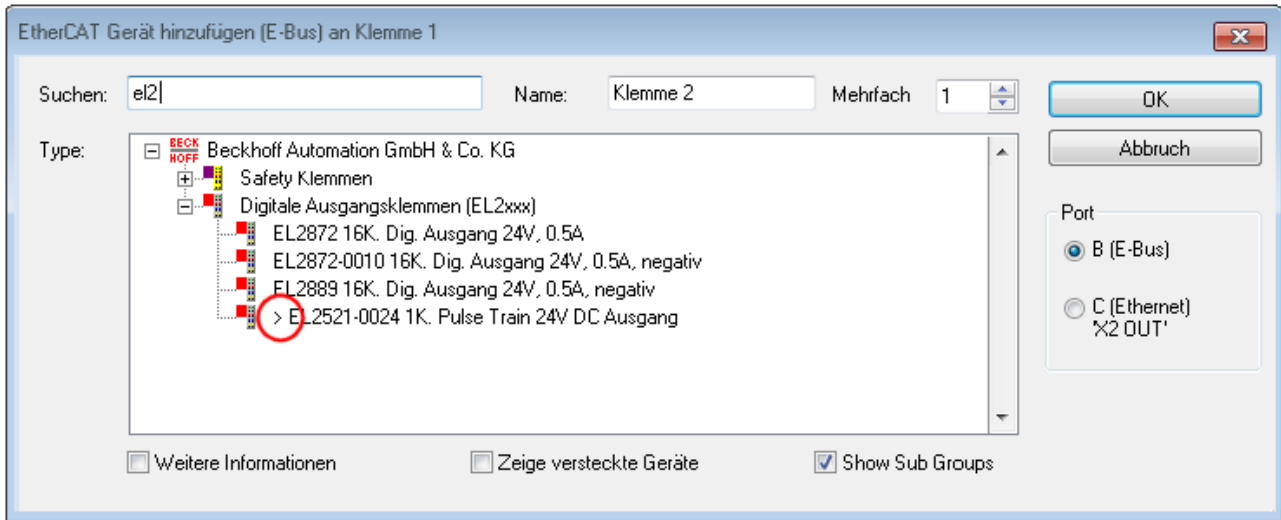 EtherCAT Gerät hinzufügen (E-Bus) an Klemme 1
Suchen: el2 Name: Klemme 2 Mehrfach 1 OK
Abbruch
Type: BECKHOFF Beckhoff Automation GmbH & Co. KG
Safety Klemmen
Digitale Ausgangsklemmen (EL2xxx)
EL2872 16K. Dig. Ausgang 24V, 0.5A
EL2872-0010 16K. Dig. Ausgang 24V, 0.5A, negativ
EL2889 16K. Dig. Ausgang 24V, 0.5A, negativ
> EL2521-0024 1K. Pulse Train 24V DC Ausgang
Port
B (E-Bus)
C (Ethernet)
'X2 OUT'
Weitere Informationen Zeige versteckte Geräte Show Sub Groups